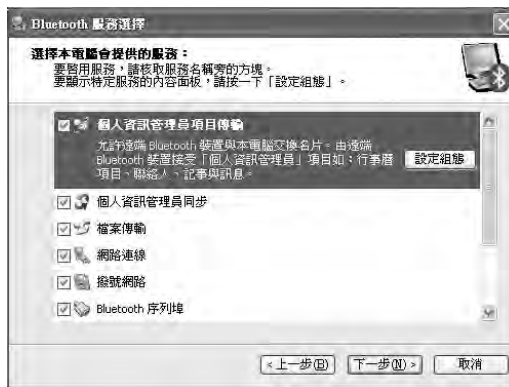 Bluetooth 服務選擇
選擇本電腦會提供的服務：
要啓用服務，請核取服務名稱旁的方塊。
要顯示特定服務的內容面板，請按一下「設定組態」。
個人資訊管理員項目傳輸
允許遠端 Bluetooth 裝置與本電腦交換名片。由遠端
Bluetooth 裝置接受「個人資訊管理員」項目如：行事曆
項目、聯絡人、記事與訊息。
設定組態
個人資訊管理員同步
檔案傳輸
網路連線
撥號網路
Bluetooth 序列埠
<上一步(B)
下一步(N)>
取消